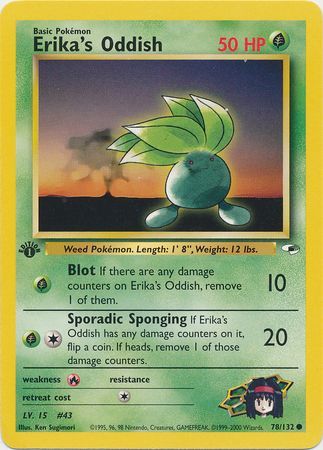 Basic Pokémon
Erika's Oddish 50 HP
Weed Pokémon. Length: 1' 8", Weight: 12 lbs.
EDITION
1
Blot If there are any damage
counters on Erika's Oddish, remove
1 of them.
10
Sporadic Sponging If Erika's
Oddish has any damage counters on it,
flip a coin. If heads, remove 1 of those
damage counters.
20
weakness resistance
retreat cost
LV. 15 #43
Illus. Ken Sugimori ©1995, 96, 98 Nintendo, Creatures, GAMEFREAK. ©1999-2000 Wizards. 78/132